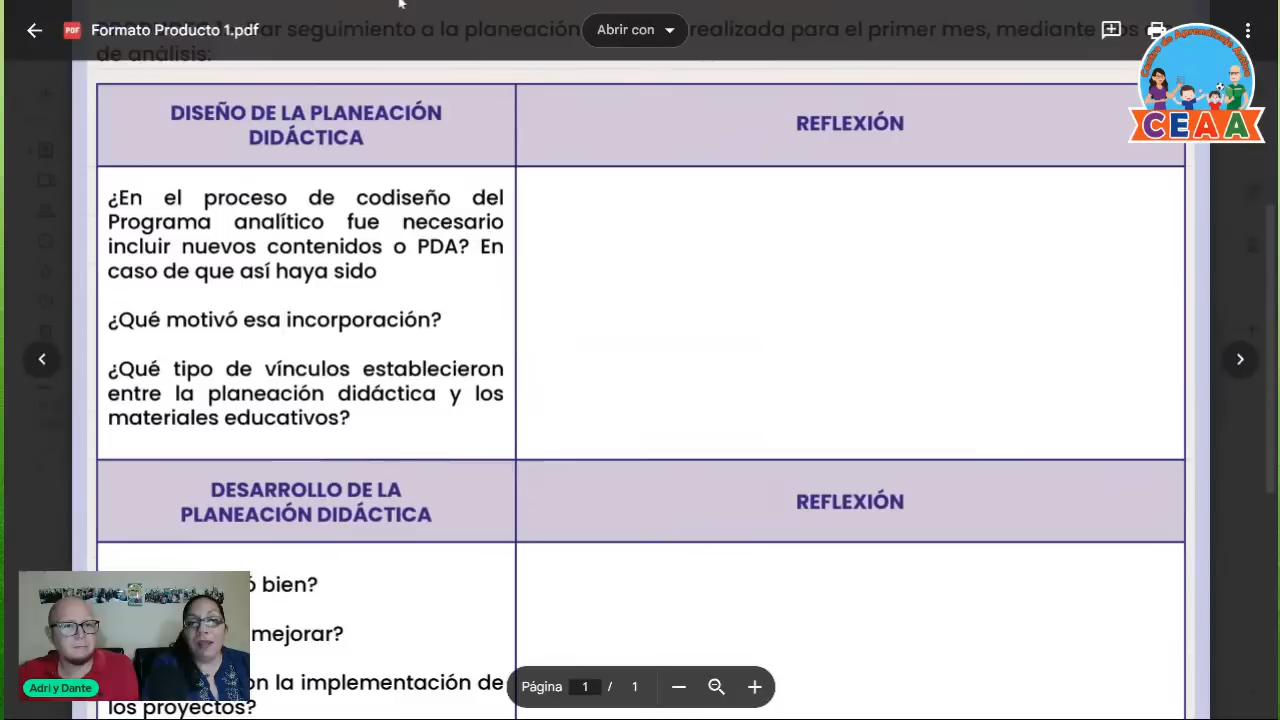 Formato Producto 1.pdf
ar seguimiento a la planeación
Abrir con
realizada para el primer mes, mediante
de análisis:
Centro de Aprendizaje Activo
CEAA
DISEÑO DE LA PLANEACIÓN
DIDÁCTICA
REFLEXIÓN
¿En el proceso de codiseño del
Programa analítico fue necesario
incluir nuevos contenidos o PDA? En
caso de que así haya sido
¿Qué motivó esa incorporación?
¿Qué tipo de vínculos establecieron
entre la planeación didáctica y los
materiales educativos?
DESARROLLO DE LA
PLANEACIÓN DIDÁCTICA
REFLEXIÓN
ó bien?
mejorar?
on la implementación de
los proyectos?
Adri y Dante
Página 1 / 1